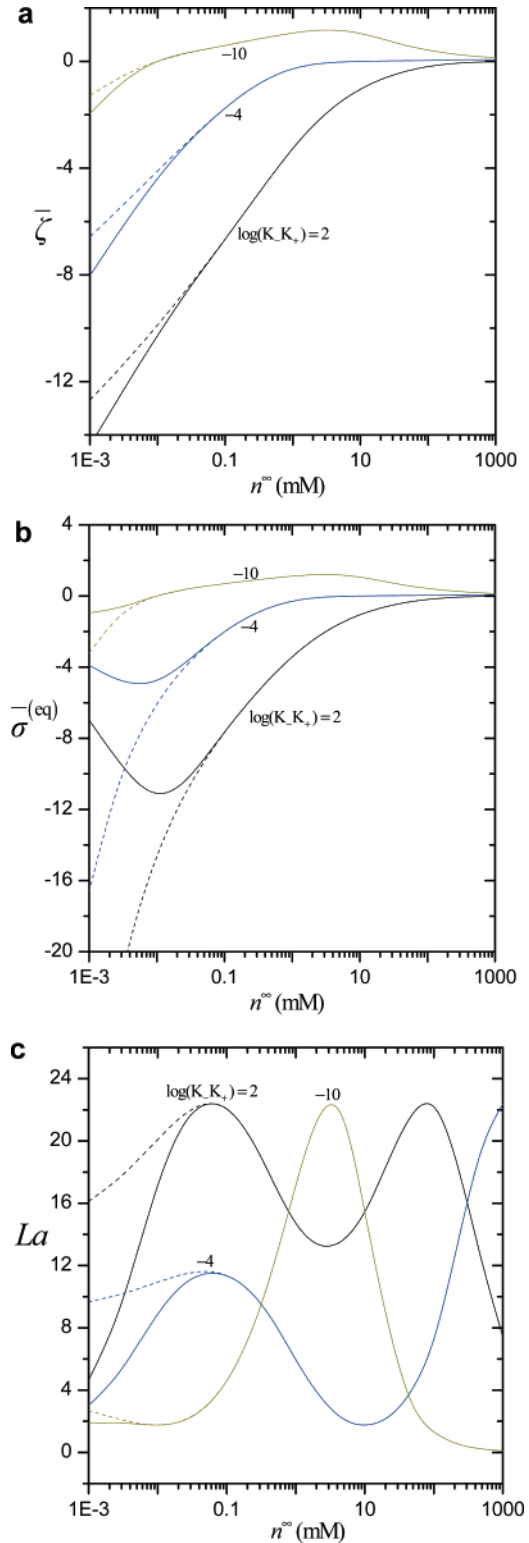 a
0
-4
-8
-12
ζ̄
−10
−4
log(K_K₊) = 2
1E-3
0.1
10
1000
n^∞ (mM)
b
4
0
-4
-8
-12
-16
-20
σ̄^(eq)
−10
−4
log(K_K₊) = 2
1E-3
0.1
10
1000
n^∞ (mM)
c
24
20
16
12
8
4
0
La
log(K_K₊) = 2
−10
−4
1E-3
0.1
10
1000
n^∞ (mM)